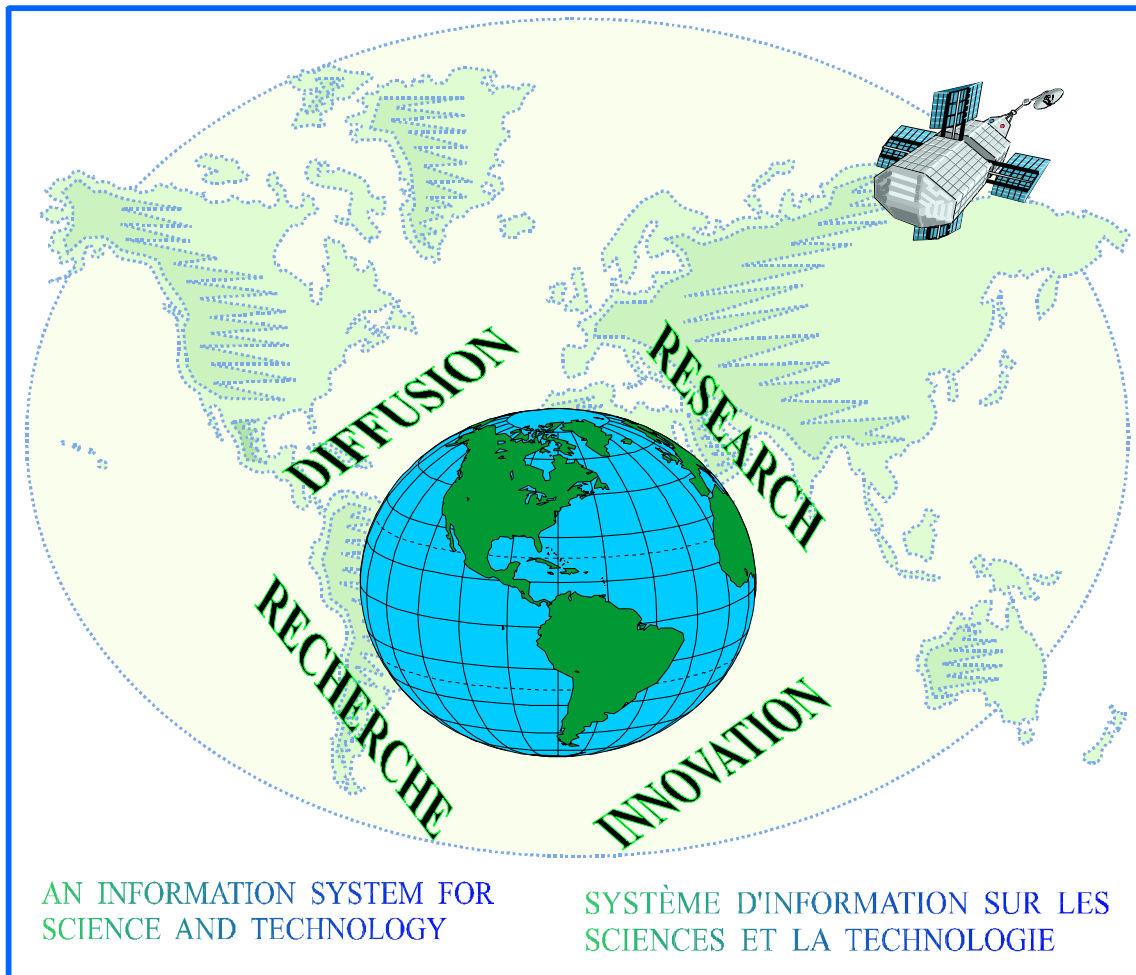 DIFFUSION
RESEARCH
RECHERCHE
INNOVATION
AN INFORMATION SYSTEM FOR
SCIENCE AND TECHNOLOGY
SYSTÈME D'INFORMATION SUR LES
SCIENCES ET LA TECHNOLOGIE